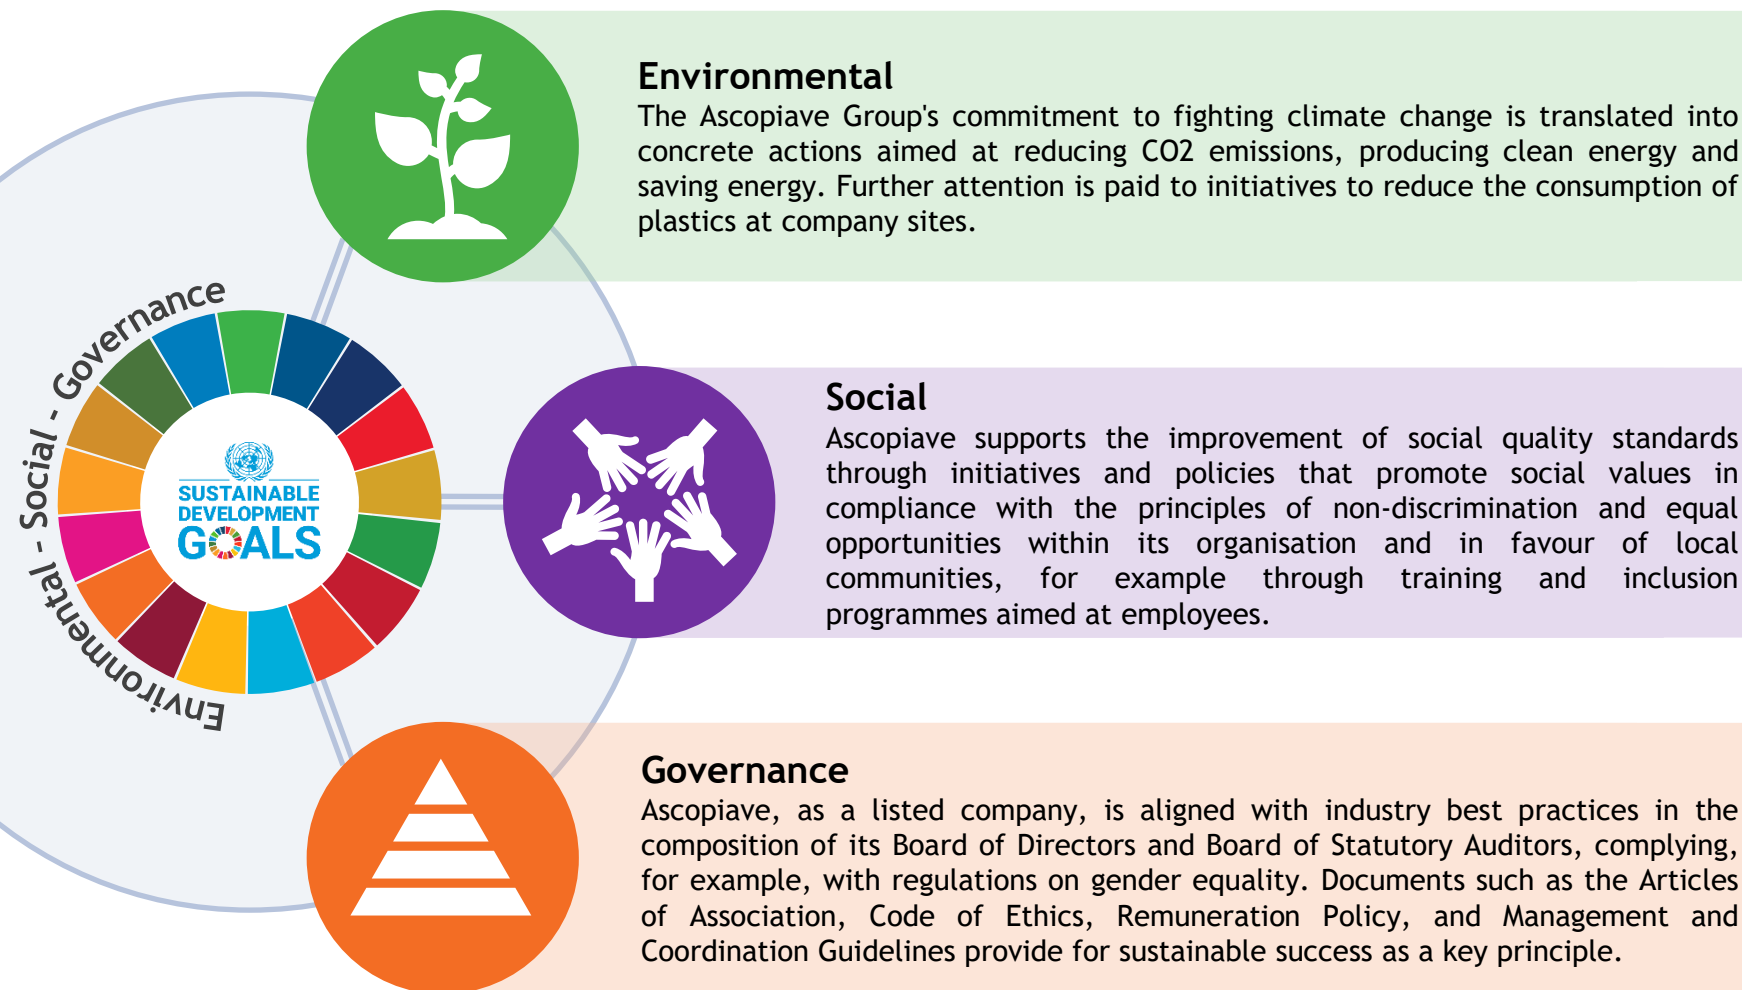 Environmental
The Ascopiave Group's commitment to fighting climate change is translated into
concrete actions aimed at reducing CO2 emissions, producing clean energy and
saving energy. Further attention is paid to initiatives to reduce the consumption of
plastics at company sites.
Environmental - Social - Governance
SUSTAINABLE
DEVELOPMENT
GOALS
Social
Ascopiave supports the improvement of social quality standards
through initiatives and policies that promote social values in
compliance with the principles of non-discrimination and equal
opportunities within its organisation and in favour of local
communities, for example through training and inclusion
programmes aimed at employees.
Governance
Ascopiave, as a listed company, is aligned with industry best practices in the
composition of its Board of Directors and Board of Statutory Auditors, complying,
for example, with regulations on gender equality. Documents such as the Articles
of Association, Code of Ethics, Remuneration Policy, and Management and
Coordination Guidelines provide for sustainable success as a key principle.